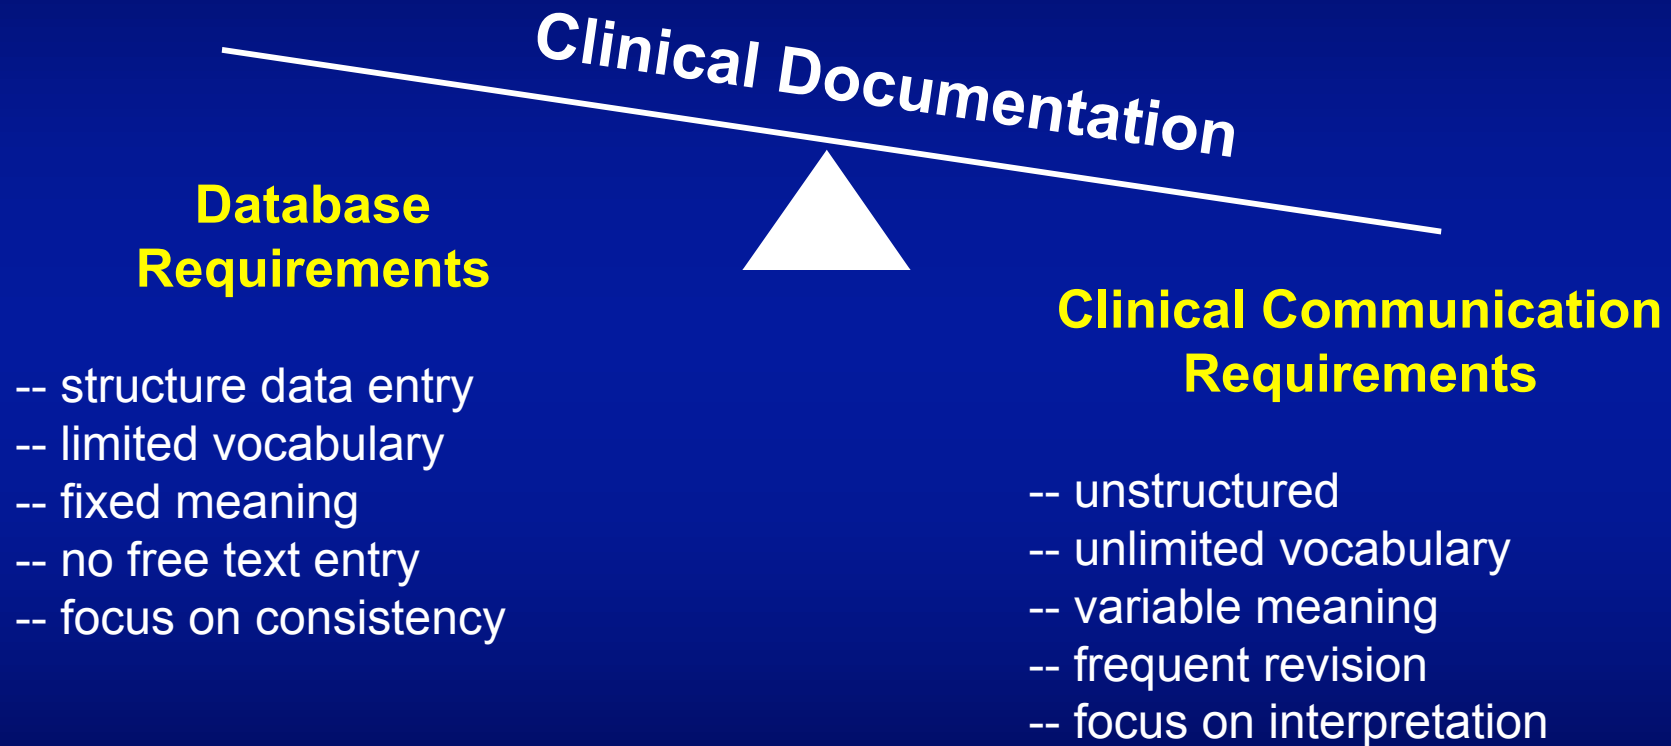 Clinical Documentation
Database
Requirements
-- structure data entry
-- limited vocabulary
-- fixed meaning
-- no free text entry
-- focus on consistency
Clinical Communication
Requirements
-- unstructured
-- unlimited vocabulary
-- variable meaning
-- frequent revision
-- focus on interpretation